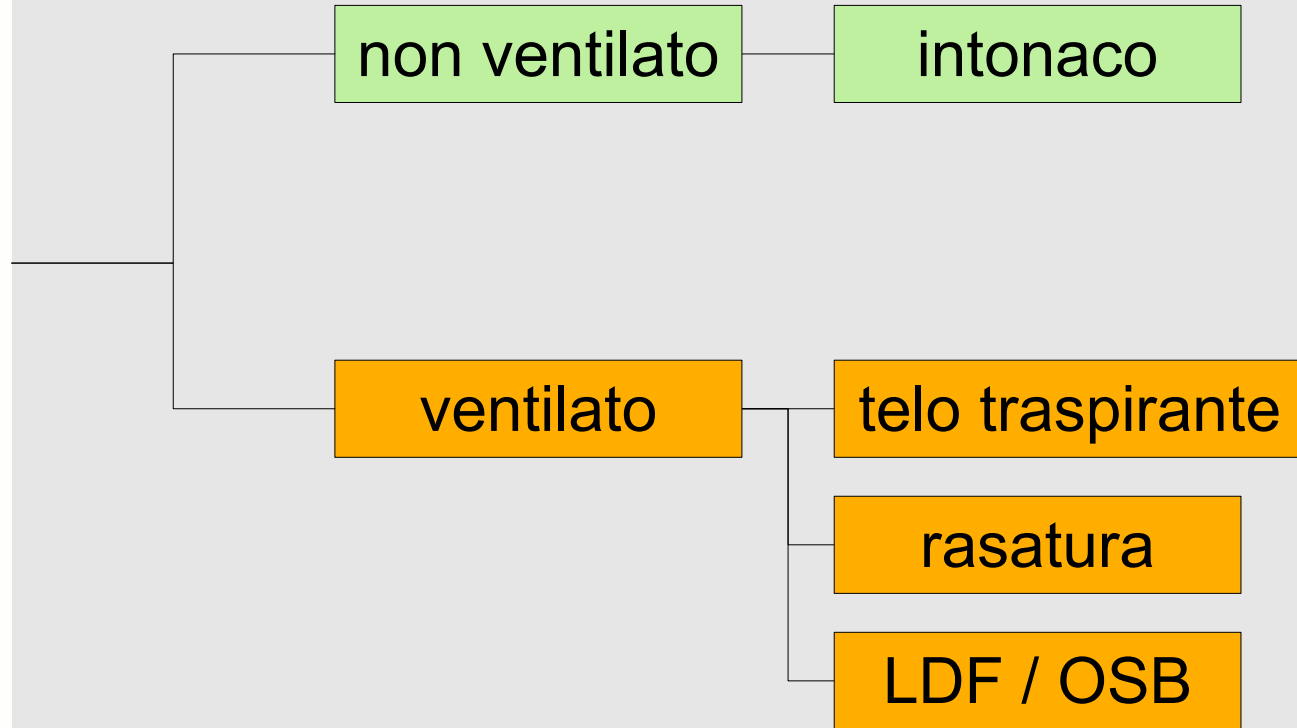 non ventilato
intonaco
ventilato
telo traspirante
rasatura
LDF / OSB